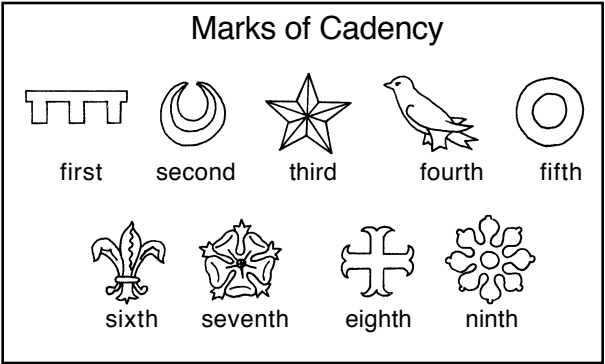 Marks of Cadency
first second third fourth fifth
sixth seventh eighth ninth